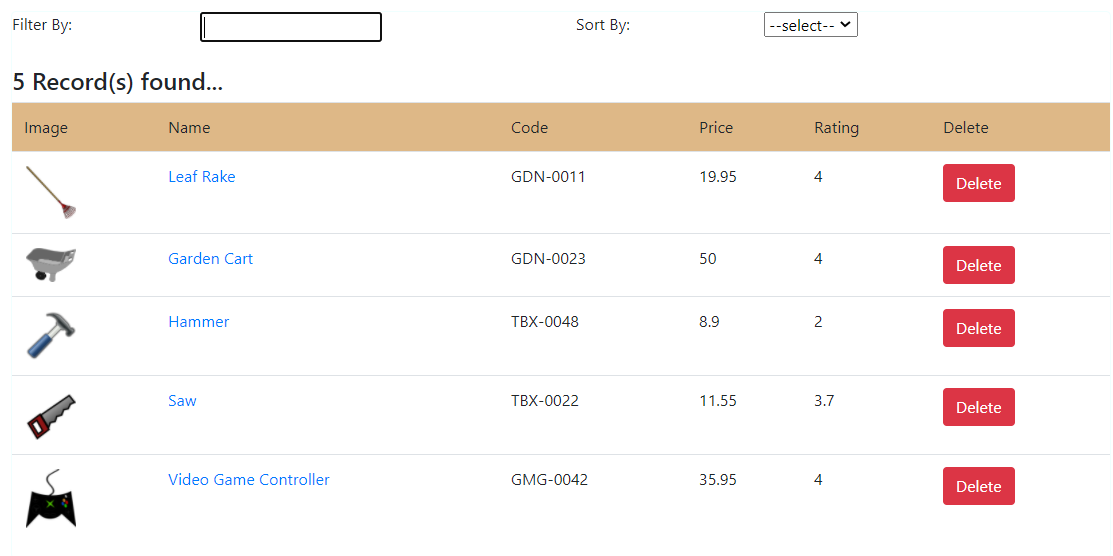 Filter By: Sort By: --select--
5 Record(s) found...
Image Name Code Price Rating Delete
Leaf Rake GDN-0011 19.95 4 Delete
Garden Cart GDN-0023 50 4 Delete
Hammer TBX-0048 8.9 2 Delete
Saw TBX-0022 11.55 3.7 Delete
Video Game Controller GMG-0042 35.95 4 Delete